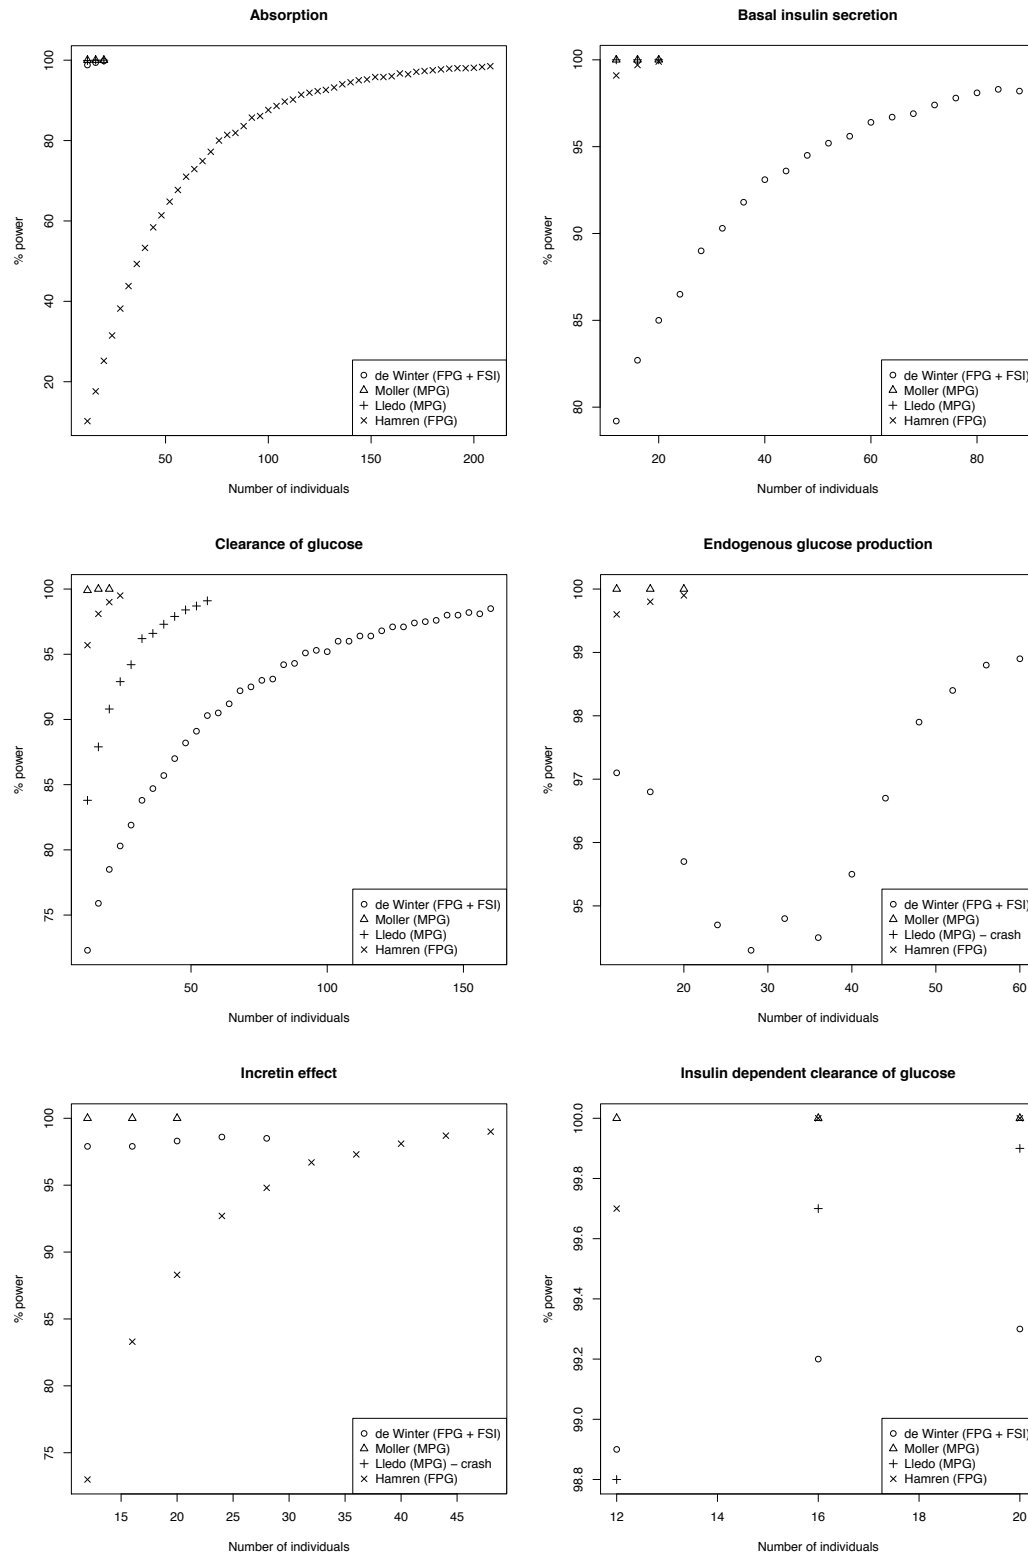 Absorption
% power
100
80
60
40
20
50
100
150
200
Number of individuals
de Winter (FPG + FSI)
Moller (MPG)
Lledo (MPG)
Hamren (FPG)
Basal insulin secretion
% power
100
95
90
85
80
20
40
60
80
Number of individuals
de Winter (FPG + FSI)
Moller (MPG)
Lledo (MPG)
Hamren (FPG)
Clearance of glucose
% power
100
95
90
85
80
75
50
100
150
Number of individuals
de Winter (FPG + FSI)
Moller (MPG)
Lledo (MPG)
Hamren (FPG)
Endogenous glucose production
% power
100
99
98
97
96
95
20
30
40
50
60
Number of individuals
de Winter (FPG + FSI)
Moller (MPG)
Lledo (MPG) − crash
Hamren (FPG)
Incretin effect
% power
100
95
90
85
80
75
15
20
25
30
35
40
45
Number of individuals
de Winter (FPG + FSI)
Moller (MPG)
Lledo (MPG) − crash
Hamren (FPG)
Insulin dependent clearance of glucose
% power
100.0
99.8
99.6
99.4
99.2
99.0
98.8
12
14
16
18
20
Number of individuals
de Winter (FPG + FSI)
Moller (MPG)
Lledo (MPG)
Hamren (FPG)